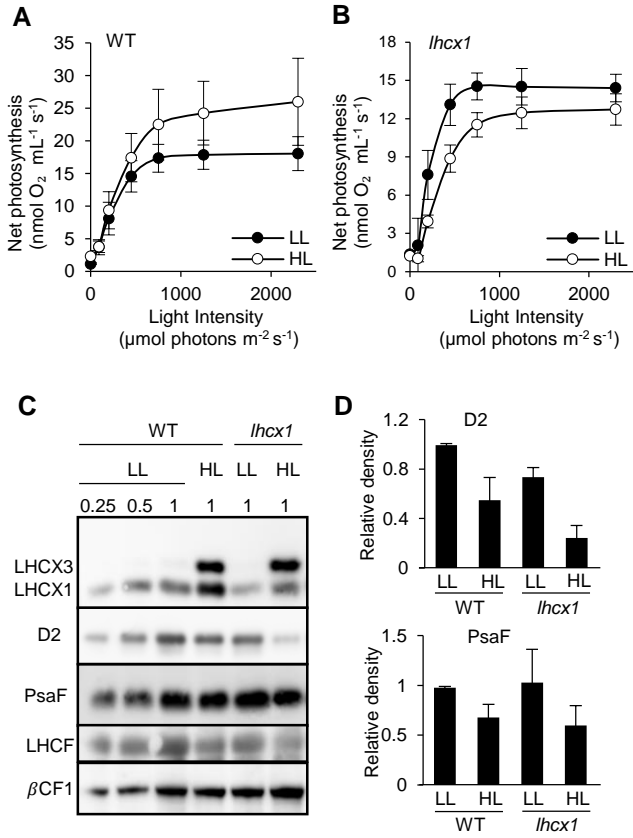 A
WT
Net photosynthesis
(nmol O₂ mL⁻¹ s⁻¹)
35
30
25
20
15
10
5
0
LL
HL
0
1000
2000
Light Intensity
(µmol photons m⁻² s⁻¹)
B
lhcx1
Net photosynthesis
(nmol O₂ mL⁻¹ s⁻¹)
18
15
12
9
6
3
0
LL
HL
0
1000
2000
Light Intensity
(µmol photons m⁻² s⁻¹)
C
WT lhcx1
LL HL LL HL
0.25 0.5 1 1 1 1
LHCX3
LHCX1
D2
PsaF
LHCF
βCF1
D
D2
Relative density
1.2
0.8
0.4
0
LL HL LL HL
WT lhcx1
PsaF
Relative density
1.5
1
0.5
0
LL HL LL HL
WT lhcx1